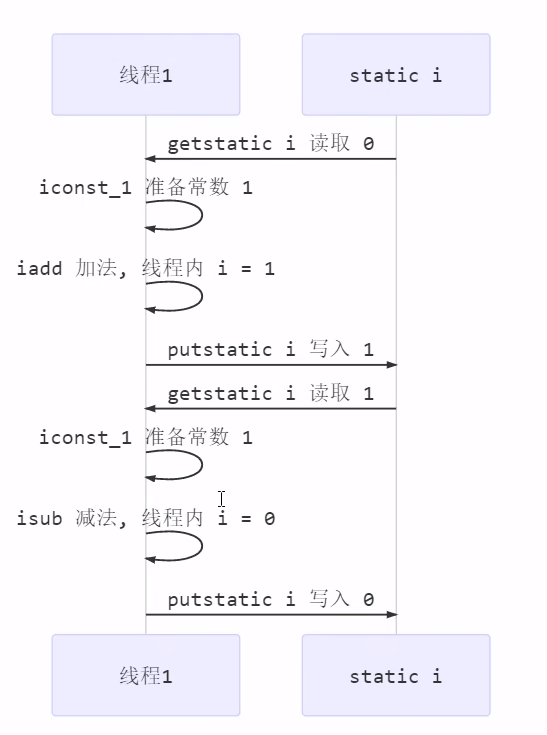 线程1
static i
getstatic i 读取 0
iconst_1 准备常数 1
iadd 加法, 线程内 i = 1
putstatic i 写入 1
getstatic i 读取 1
iconst_1 准备常数 1
isub 减法, 线程内 i = 0
putstatic i 写入 0
线程1
static i